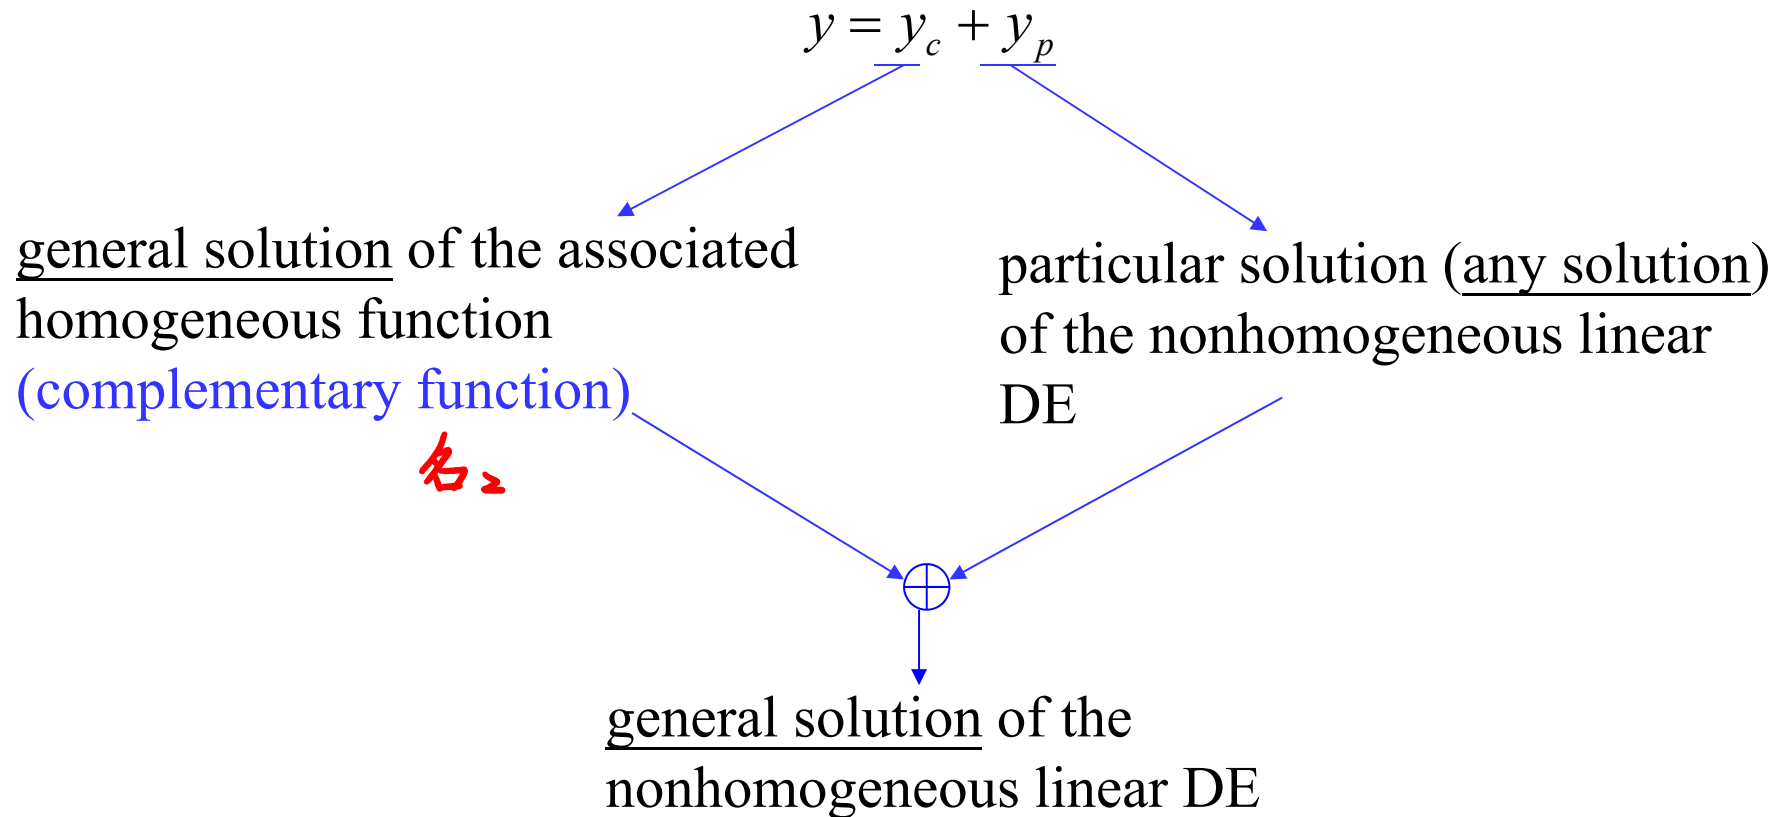 y = y_c + y_p
general solution of the associated
homogeneous function
(complementary function)
particular solution (any solution)
of the nonhomogeneous linear
DE
名2
general solution of the
nonhomogeneous linear DE